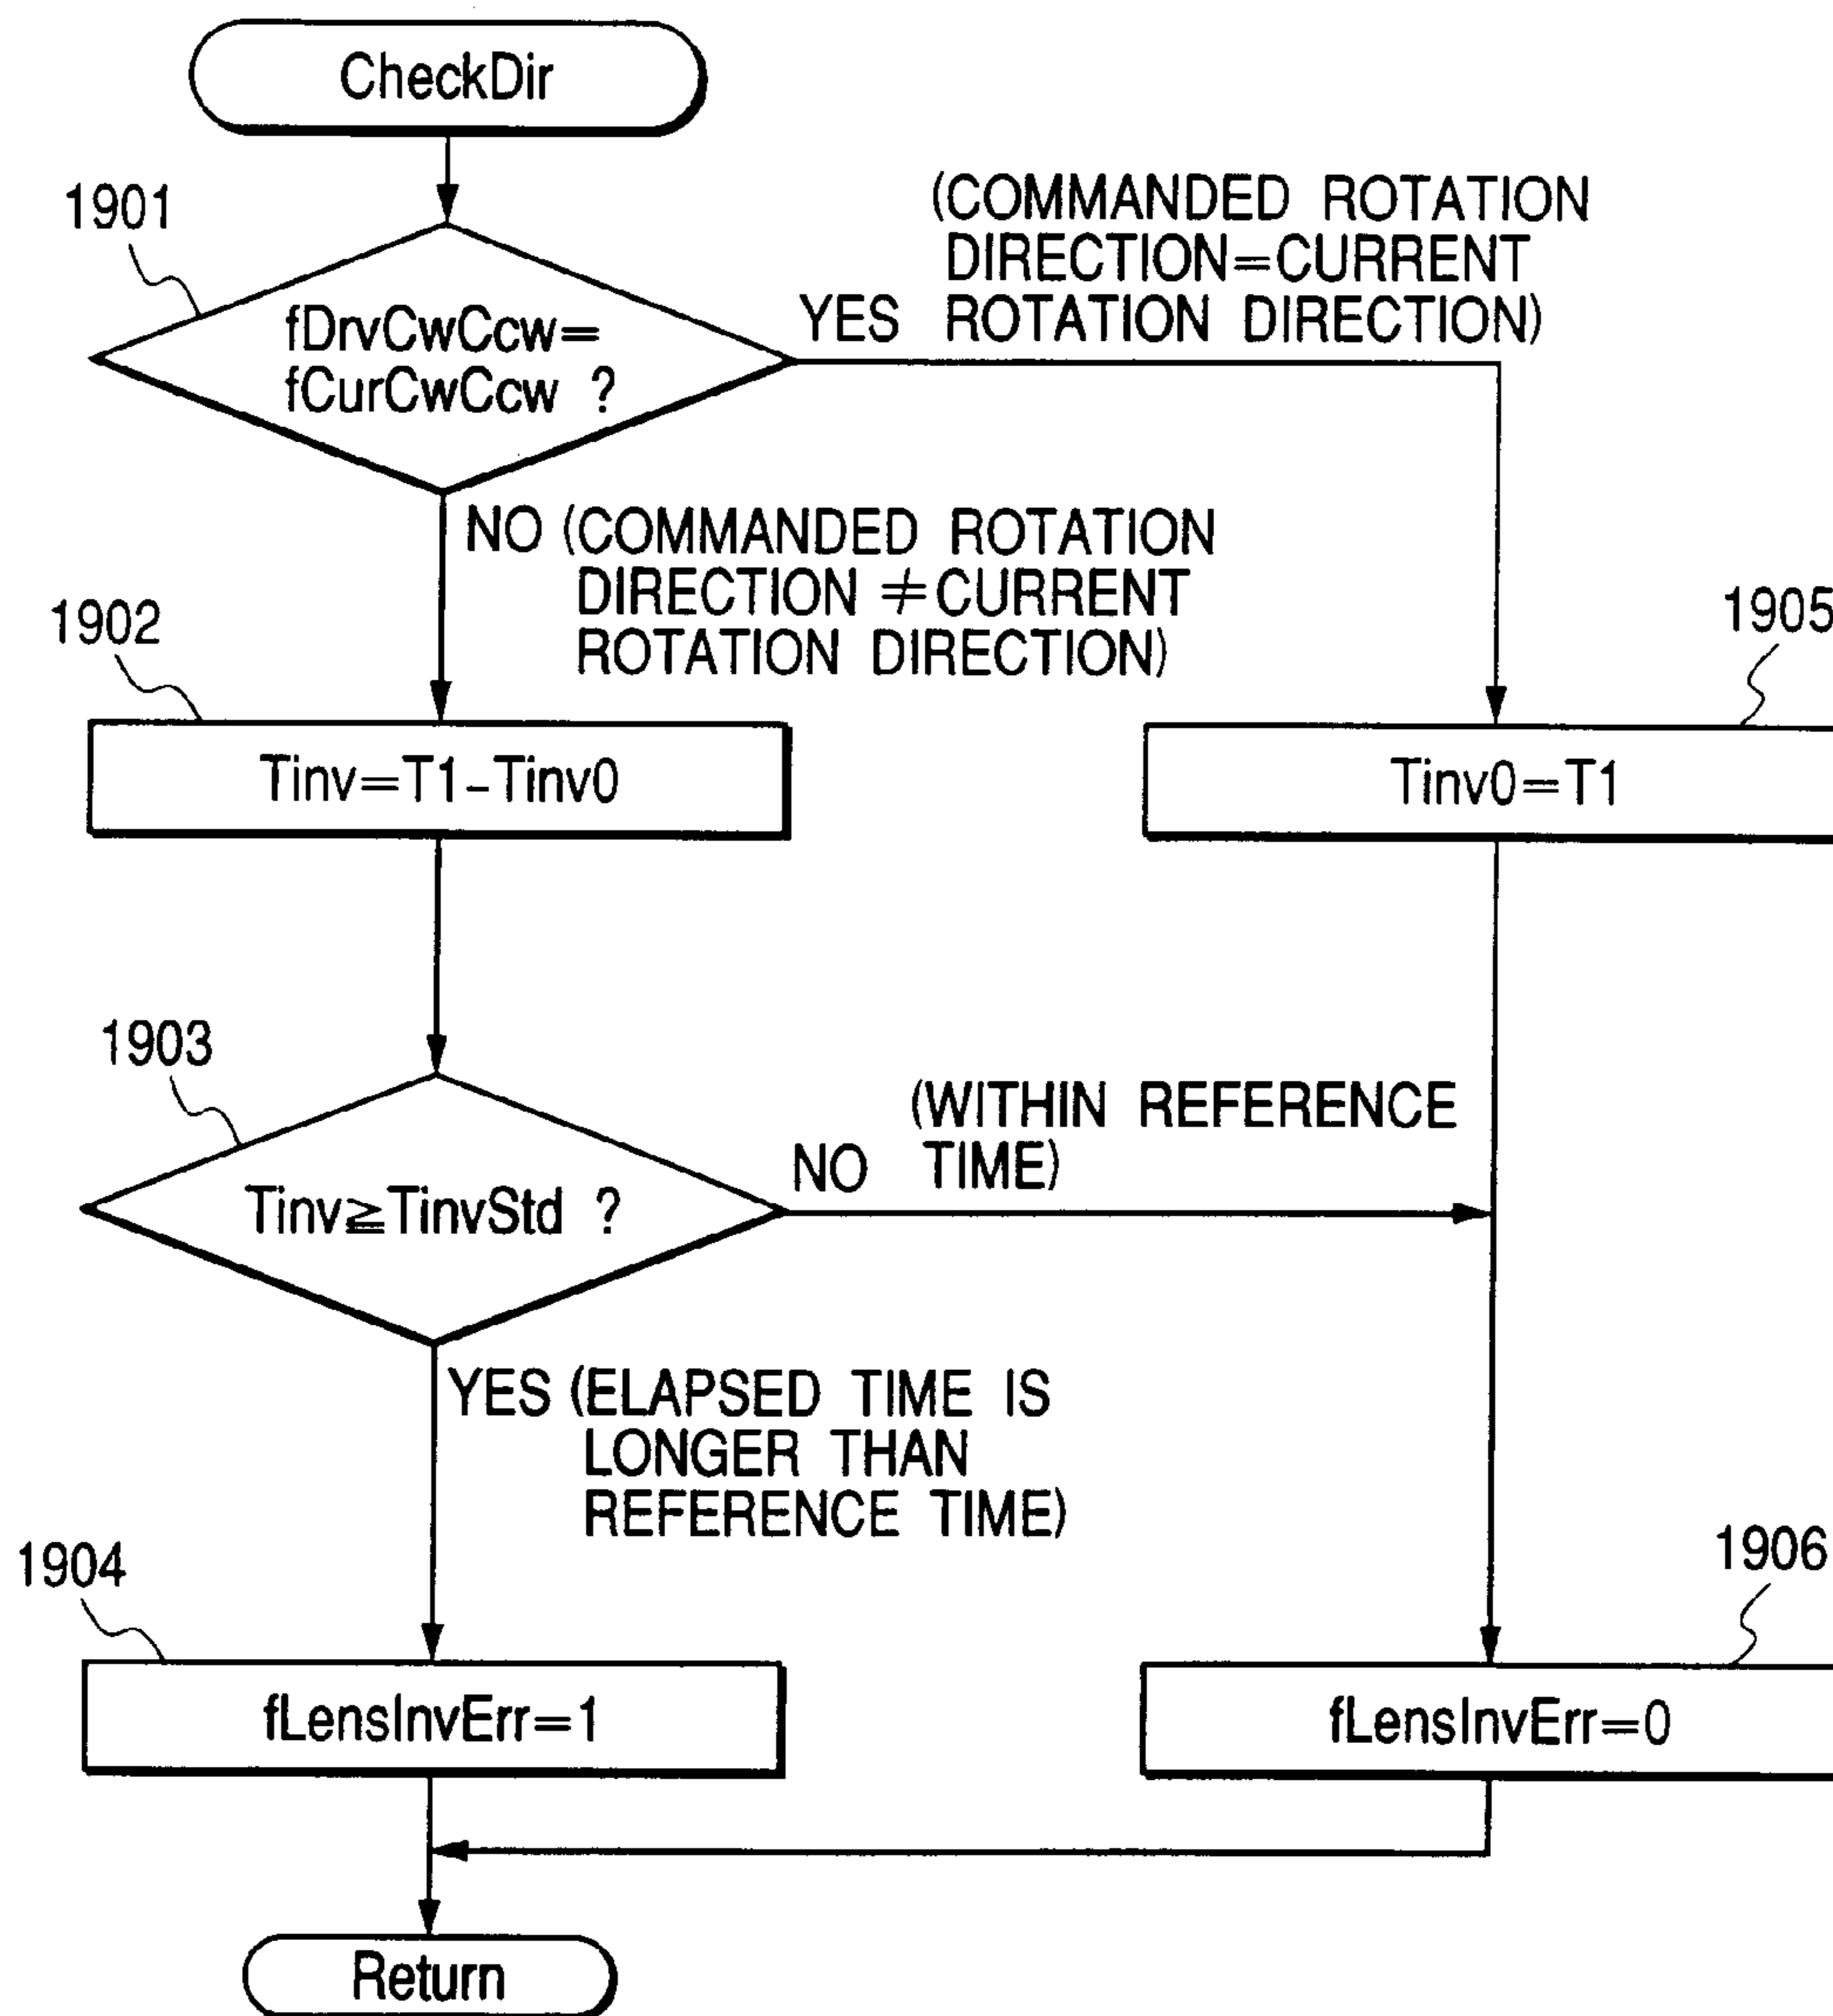 CheckDir
1901
fDrvCwCcw=
fCurCwCcw ?
(COMMANDED ROTATION
DIRECTION=CURRENT
YES ROTATION DIRECTION)
NO (COMMANDED ROTATION
DIRECTION ≠CURRENT
ROTATION DIRECTION)
1902
Tinv=T1-Tinv0
1905
Tinv0=T1
1903
Tinv≧TinvStd ?
(WITHIN REFERENCE
NO TIME)
YES (ELAPSED TIME IS
LONGER THAN
REFERENCE TIME)
1904
fLensInvErr=1
1906
fLensInvErr=0
Return